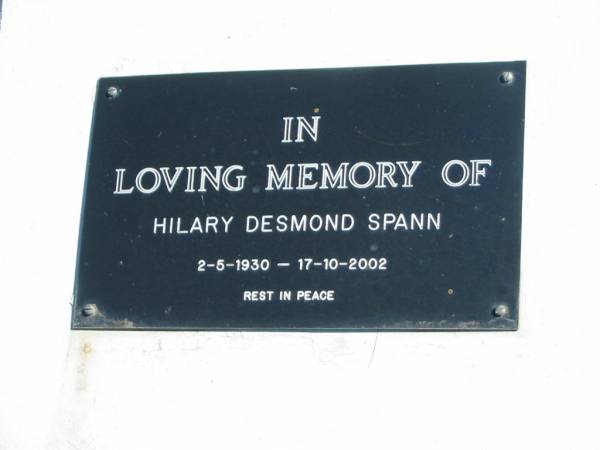 IN
LOVING MEMORY OF
HILARY DESMOND SPANN
2-5-1930 — 17-10-2002
REST IN PEACE